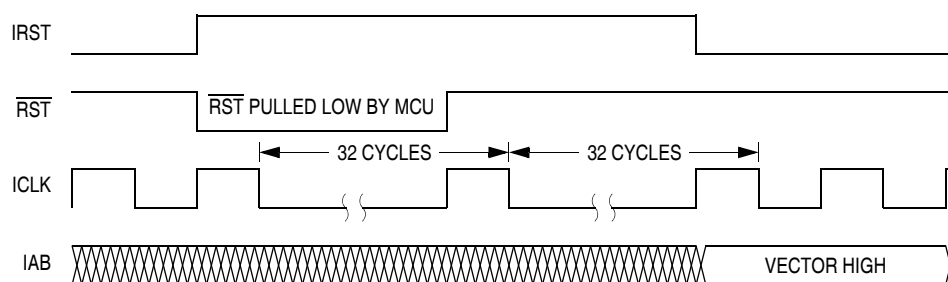 IRST
RST
RST PULLED LOW BY MCU
32 CYCLES
32 CYCLES
ICLK
IAB
VECTOR HIGH